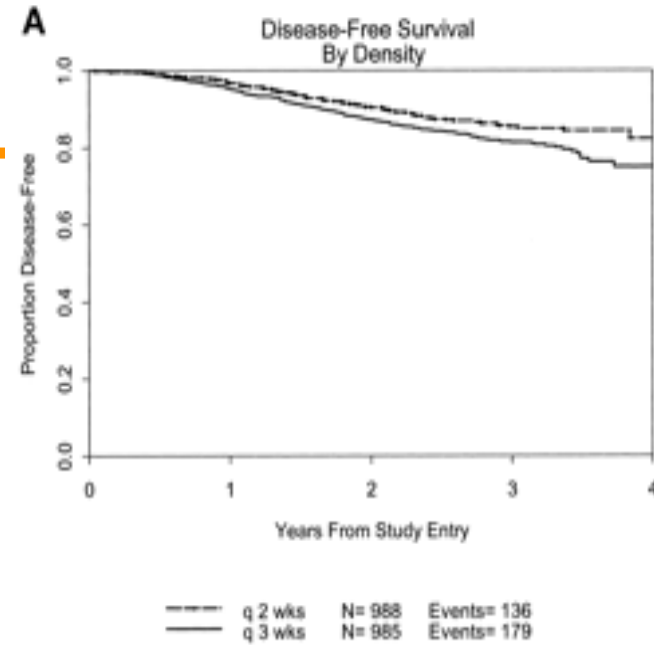 A
Disease-Free Survival
By Density
Proportion Disease-Free
1.0
0.8
0.6
0.4
0.2
0.0
0 1 2 3 4
Years From Study Entry
q 2 wks N= 988 Events= 136
q 3 wks N= 985 Events= 179